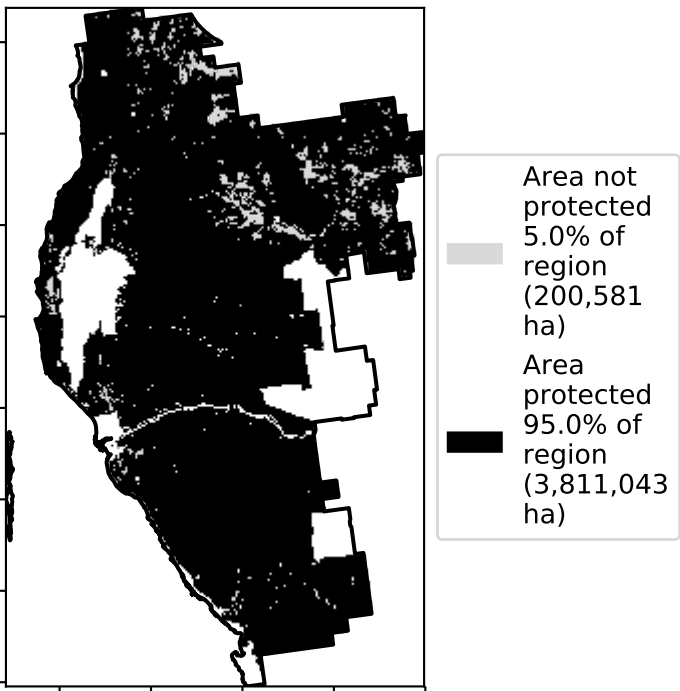 Area not
protected
5.0% of
region
(200,581
ha)
Area
protected
95.0% of
region
(3,811,043
ha)